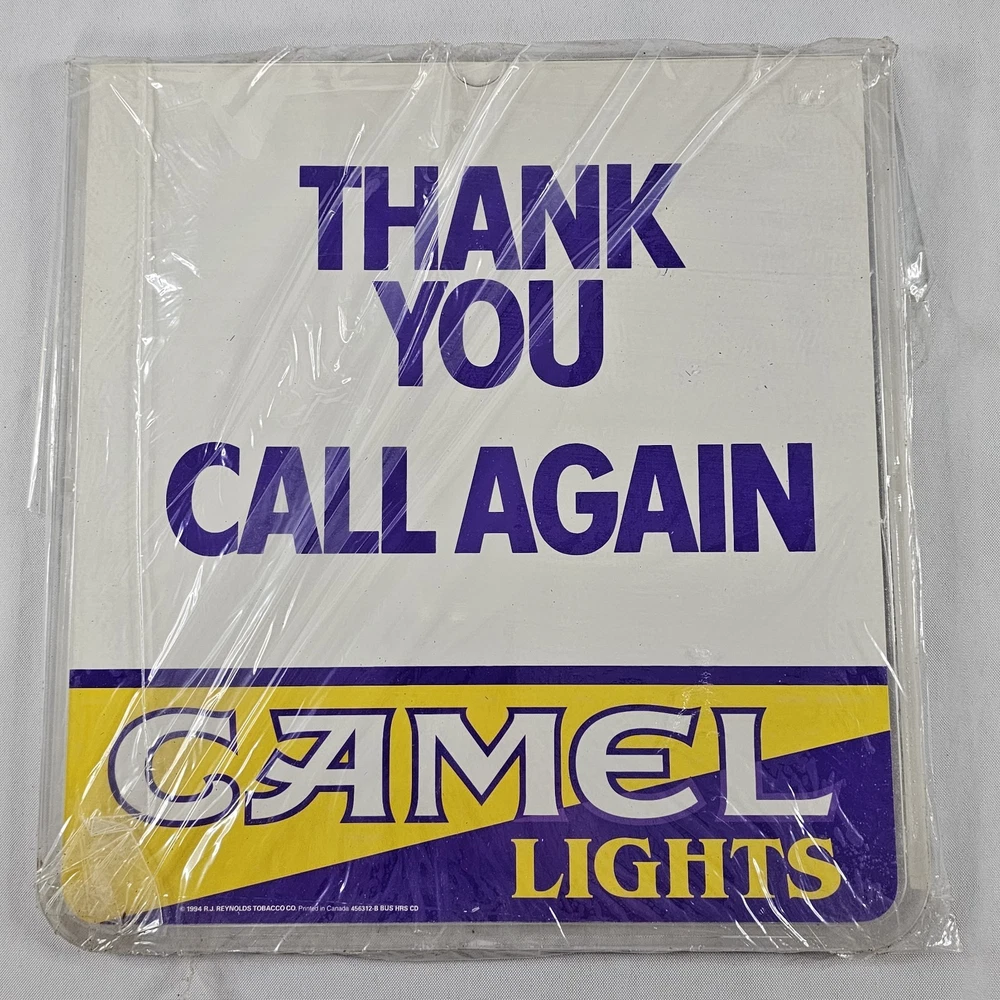 THANK
YOU
CALL AGAIN
CAMEL
LIGHTS
© 1994 R.J. REYNOLDS TOBACCO CO. Printed in Canada 456312-B BUS HRS CD